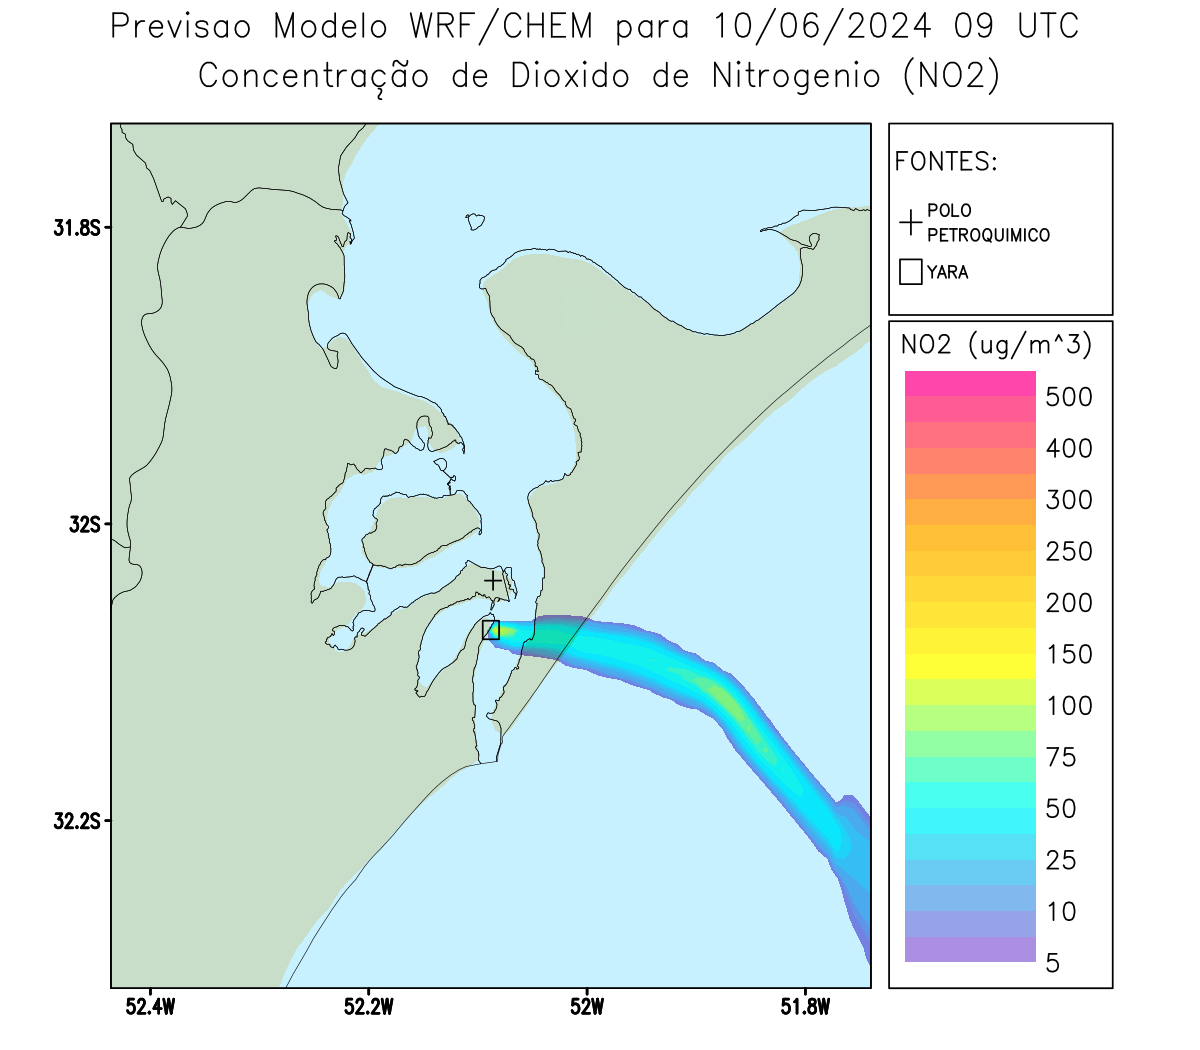 Previsao Modelo WRF/CHEM para 10/06/2024 09 UTC
Concentração de Dioxido de Nitrogenio (NO2)
FONTES:
POLO
PETROQUIMICO
YARA
31.8S
32S
32.2S
52.4W
52.2W
52W
51.8W
NO2 (ug/m^3)
500
400
300
250
200
150
100
75
50
25
10
5